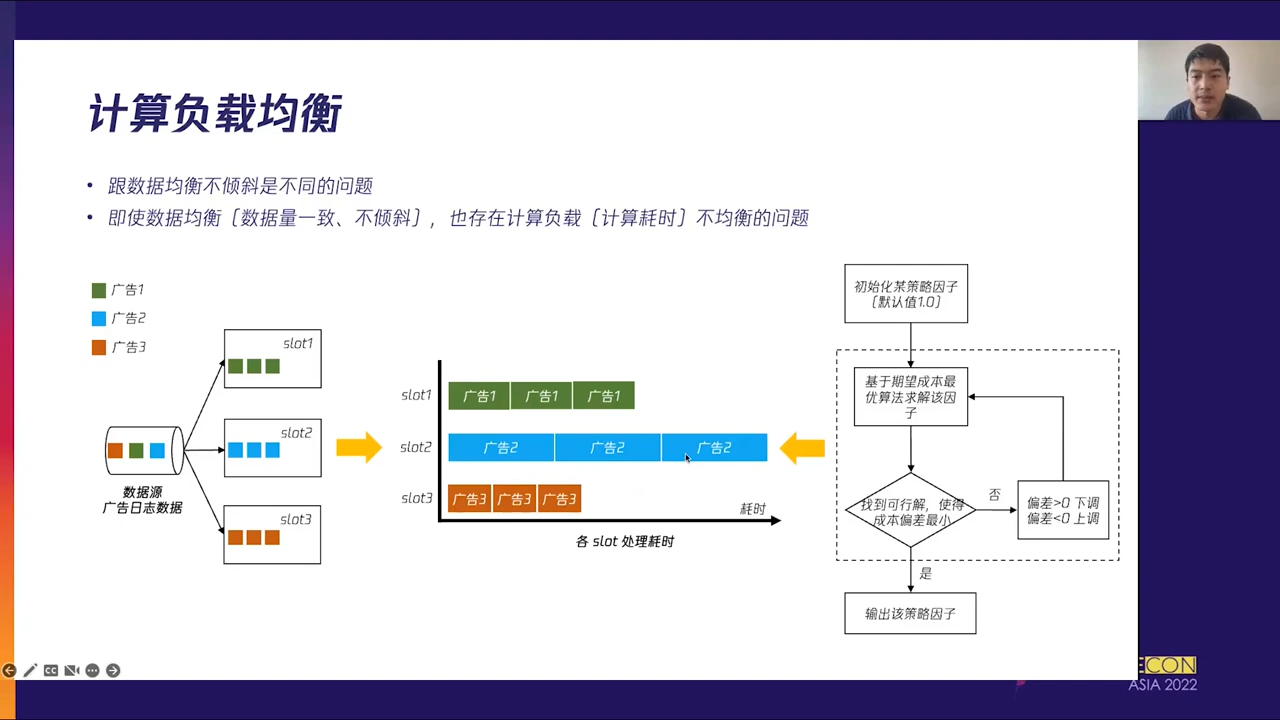 计算负载均衡
• 跟数据均衡不倾斜是不同的问题
• 即使数据均衡〔数据量一致、不倾斜〕，也存在计算负载〔计算耗时〕不均衡的问题
广告1
广告2
广告3
slot1
slot2
slot3
数据源
广告日志数据
slot1
广告1 广告1 广告1
slot2
广告2 广告2 广告2
slot3
广告3 广告3 广告3
耗时
各 slot 处理耗时
初始化某策略因子
〔默认值1.0〕
基于期望成本最
优算法求解该因
子
找到可行解，使得
成本偏差最小
否
偏差>0 下调
偏差<0 上调
是
输出该策略因子
CC
ECON
ASIA 2022